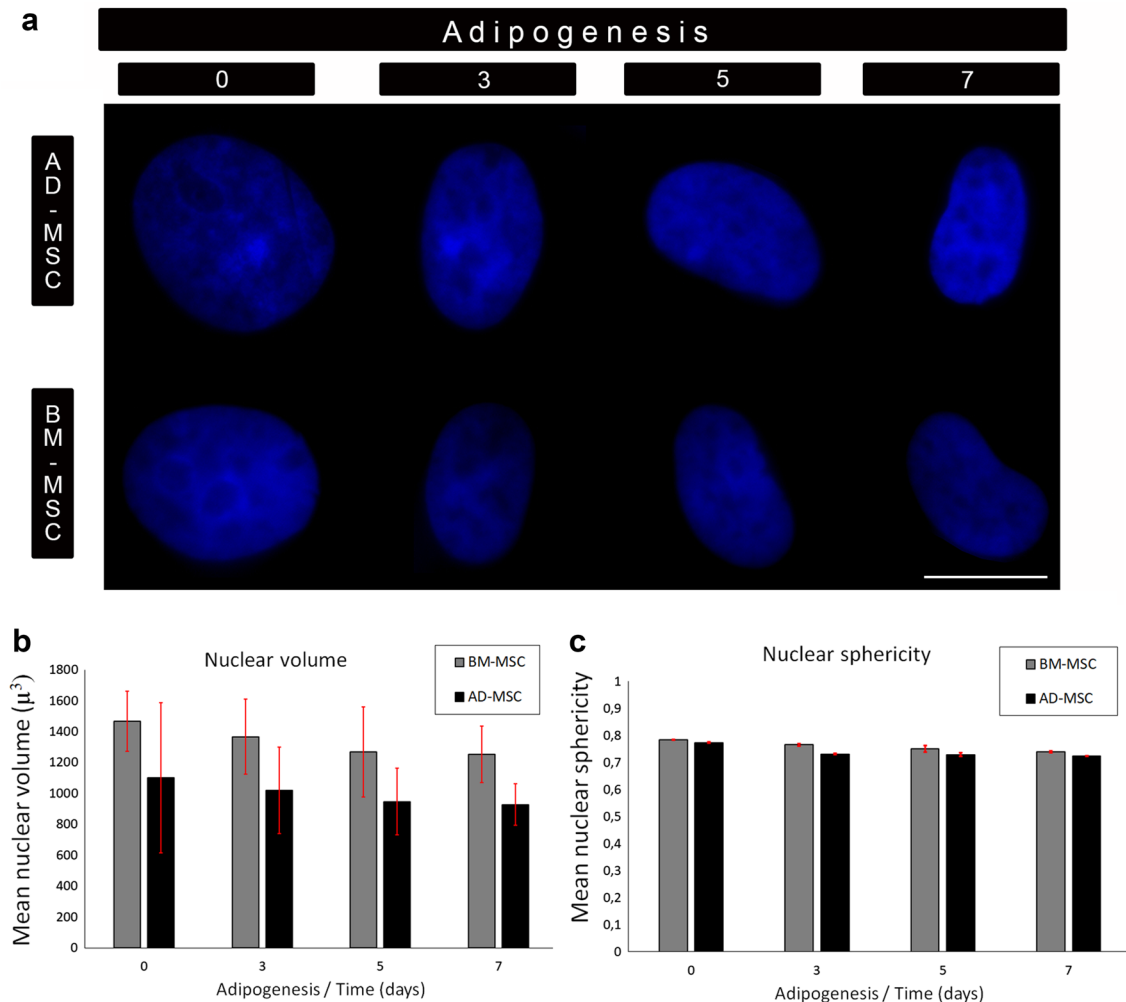 a
Adipogenesis
0 3 5 7
AD-MSC
BM-MSC
b
Nuclear volume
BM-MSC
AD-MSC
Mean nuclear volume (µ³)
1800
1600
1400
1200
1000
800
600
400
200
0
0 3 5 7
Adipogenesis / Time (days)
c
Nuclear sphericity
BM-MSC
AD-MSC
Mean nuclear sphericity
1
0,9
0,8
0,7
0,6
0,5
0,4
0,3
0,2
0,1
0
0 3 5 7
Adipogenesis / Time (days)